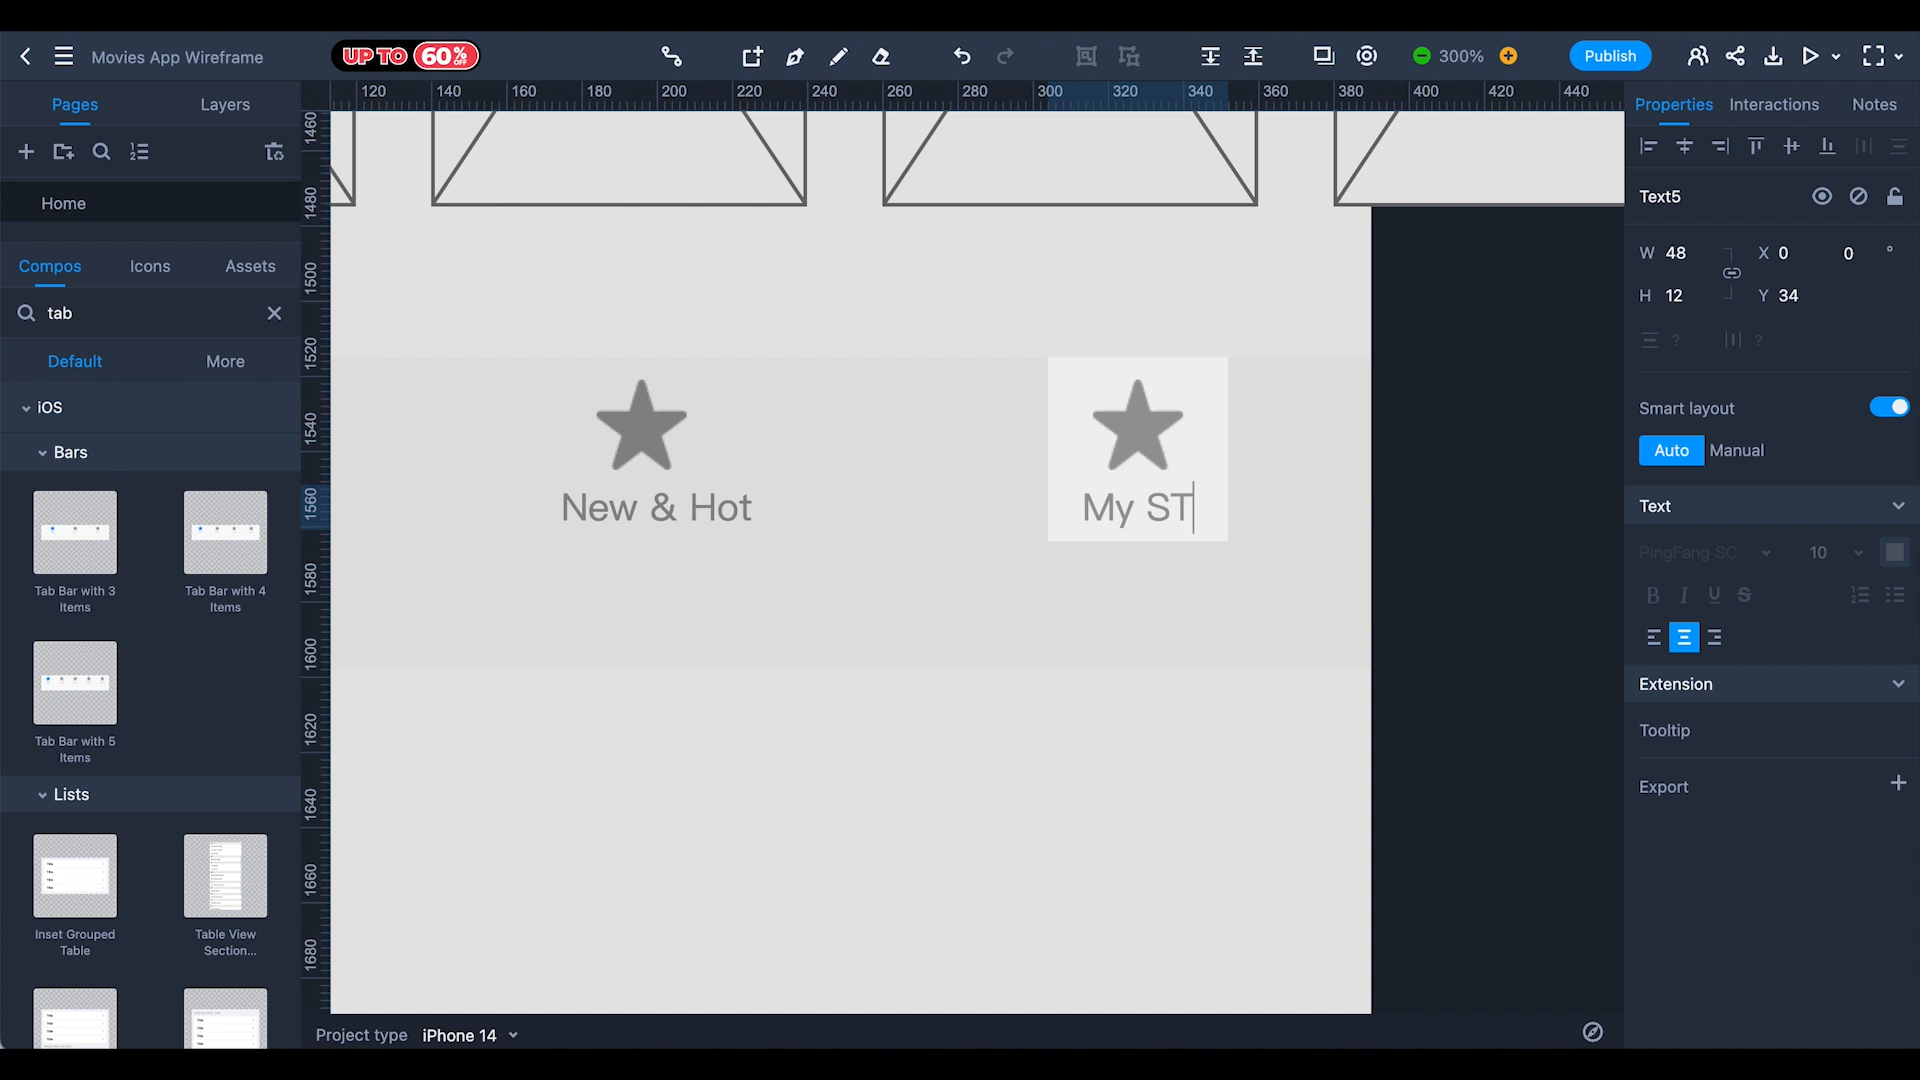 Movies App Wireframe
UP TO 60% OFF
300%
Publish
Pages
Layers
120 140 160 180 200 220 240 260 280 300 320 340 360 380 400 420 440
Properties
Interactions
Notes
Home
Text5
Compos
Icons
Assets
W 48
X 0
0 °
H 12
Y 34
? ?
tab
Default
More
Smart layout
Auto
Manual
iOS
Bars
Text
PingFang SC
10
B I U S
Tab Bar with 3
Items
Tab Bar with 4
Items
Tab Bar with 5
Items
Extension
Tooltip
Export
Lists
Inset Grouped
Table
Table View
Section...
1460
1480
1500
1520
1540
1560
1580
1600
1620
1640
1660
1680
New & Hot
My ST
Project type
iPhone 14